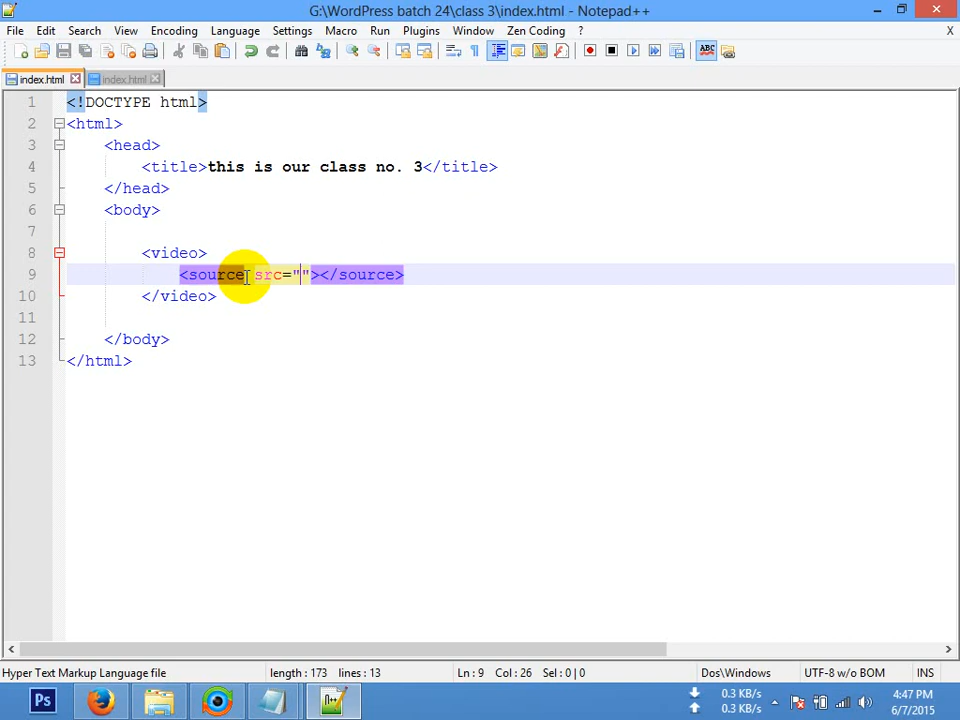 G:\WordPress batch 24\class 3\index.html - Notepad++
File Edit Search View Encoding Language Settings Macro Run Plugins Window Zen Coding ? X
index.html index.html
1 <!DOCTYPE html>
2 <html>
3 <head>
4 <title>this is our class no. 3</title>
5 </head>
6 <body>
7
8 <video>
9 <source src=""></source>
10 </video>
11
12 </body>
13 </html>
Hyper Text Markup Language file length : 173 lines : 13 Ln : 9 Col : 26 Sel : 0 | 0 Dos\Windows UTF-8 w/o BOM INS
Ps 0.3 KB/s 4:47 PM
0.3 KB/s 6/7/2015